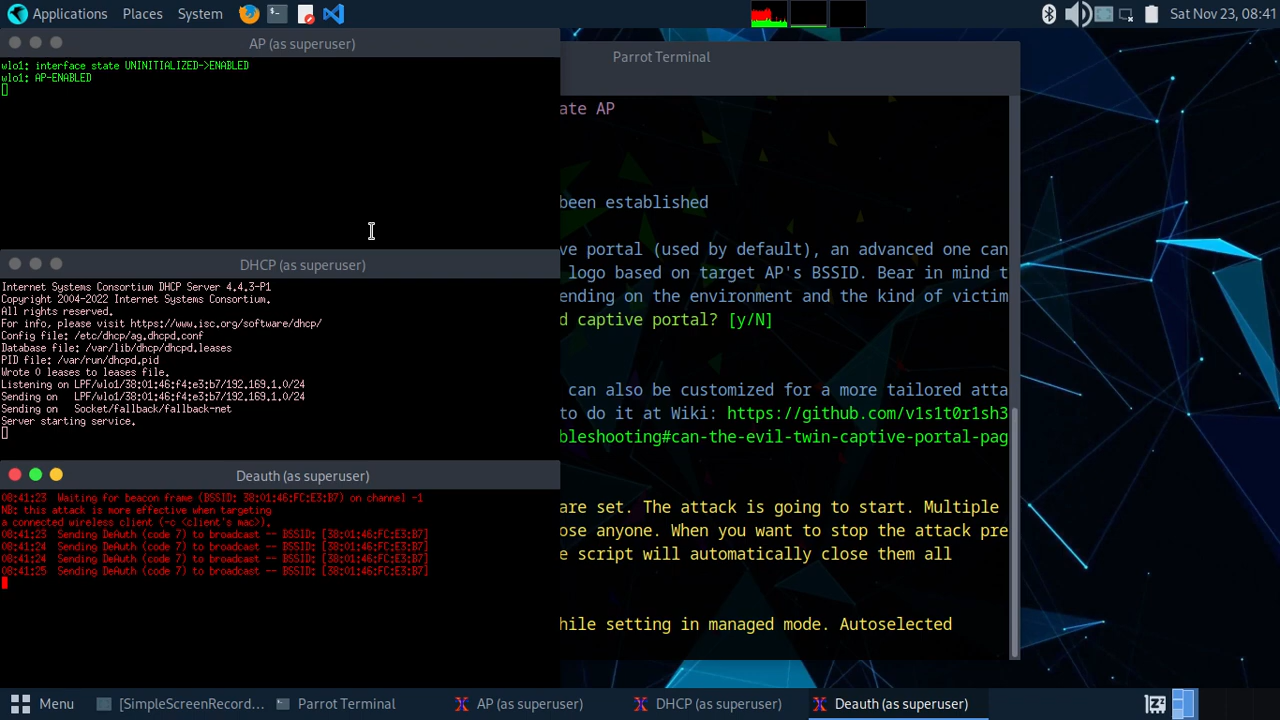 Applications Places System
Sat Nov 23, 08:41
AP (as superuser)
wlo1: interface state UNINITIALIZED->ENABLED
wlo1: AP-ENABLED
DHCP (as superuser)
Internet Systems Consortium DHCP Server 4.4.3-P1
Copyright 2004-2022 Internet Systems Consortium.
All rights reserved.
For info, please visit https://www.isc.org/software/dhcp/
Config file: /etc/dhcp/ag.dhcpd.conf
Database file: /var/lib/dhcp/dhcpd.leases
PID file: /var/run/dhcpd.pid
Wrote 0 leases to leases file.
Listening on LPF/wlo1/38:01:46:f4:e3:b7/192.168.1.0/24
Sending on   LPF/wlo1/38:01:46:f4:e3:b7/192.168.1.0/24
Sending on   Socket/fallback/fallback-net
Server starting service.
Deauth (as superuser)
08:41:23  Waiting for beacon frame (BSSID: 38:01:46:FC:E3:B7) on channel -1
NB: this attack is more effective when targeting
a connected wireless client (-c <client's mac>).
08:41:23  Sending DeAuth (code 7) to broadcast -- BSSID: [38:01:46:FC:E3:B7]
08:41:24  Sending DeAuth (code 7) to broadcast -- BSSID: [38:01:46:FC:E3:B7]
08:41:24  Sending DeAuth (code 7) to broadcast -- BSSID: [38:01:46:FC:E3:B7]
08:41:25  Sending DeAuth (code 7) to broadcast -- BSSID: [38:01:46:FC:E3:B7]
Parrot Terminal
ate AP
been established
ve portal (used by default), an advanced one can
logo based on target AP's BSSID. Bear in mind t
ending on the environment and the kind of victim
d captive portal? [y/N]
can also be customized for a more tailored atta
to do it at Wiki: https://github.com/v1s1t0r1sh3
bleshooting#can-the-evil-twin-captive-portal-pag
are set. The attack is going to start. Multiple
ose anyone. When you want to stop the attack pre
e script will automatically close them all
hile setting in managed mode. Autoselected
Menu [SimpleScreenRecord... Parrot Terminal AP (as superuser) DHCP (as superuser) Deauth (as superuser)